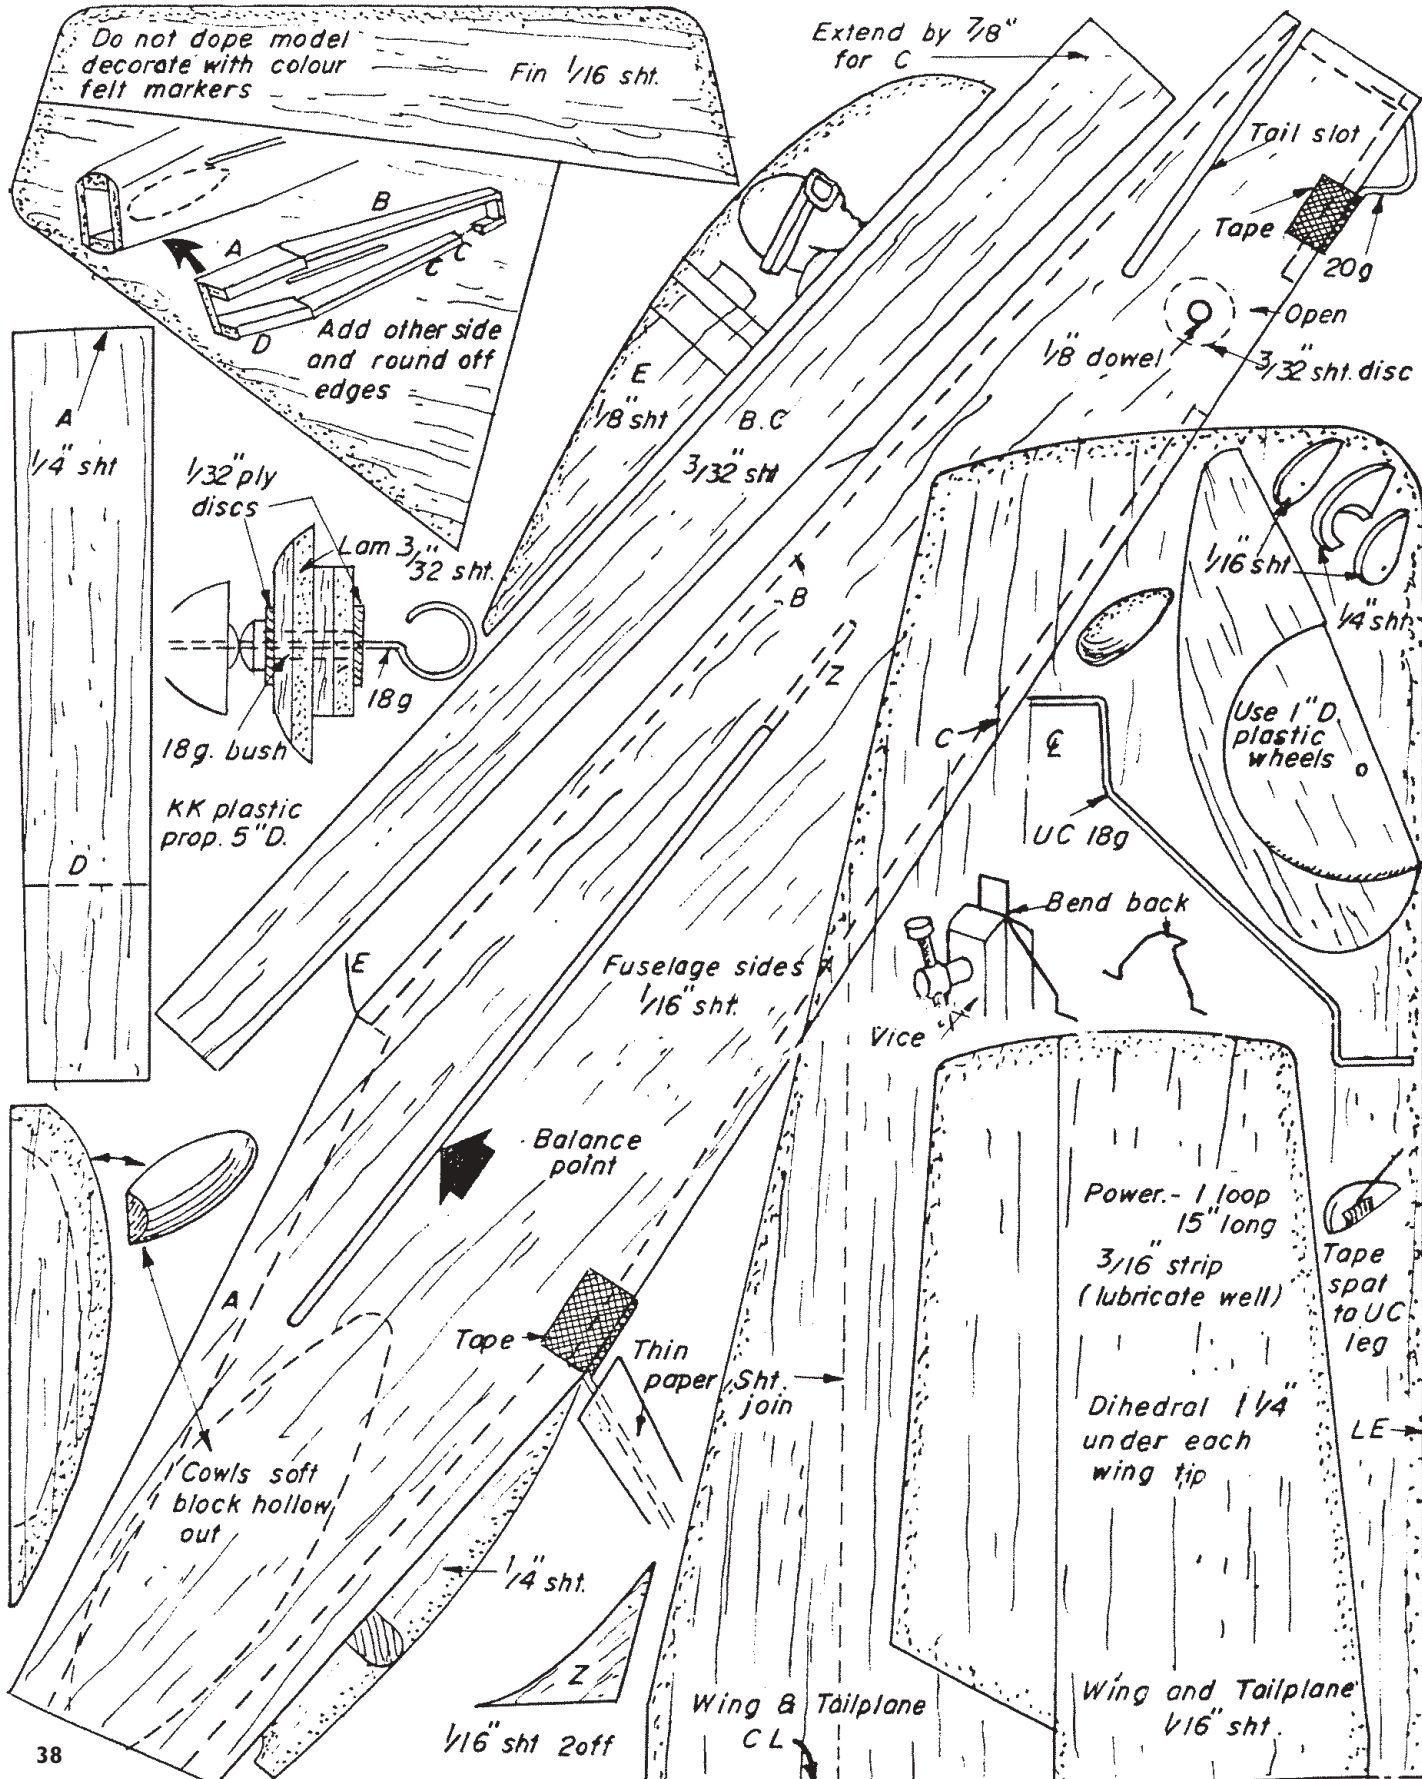 Do not dope model
decorate with colour
felt markers
Fin 1/16 sht.
Extend by 7/8"
for C
Tail slot
Tape
20g
Open
1/8" dowel
3/32" sht. disc
B
A
C
C
D
Add other side
and round off
edges
A
1/4" sht
D
1/32" ply
discs
Lam 3/32" sht.
18g
18g. bush
KK plastic
prop. 5"D.
E
1/8" sht
B.C
3/32" sht
B
Z
C
1/16" sht
1/4" sht
Use 1"D.
plastic
wheels
CL
UC 18g
Bend back
Vice
E
Fuselage sides
1/16" sht.
Balance
point
A
Tape
Thin
paper
Sht.
join
Cowls soft
block hollow
out
1/4" sht.
Z
1/16" sht 2off
Power.- 1 loop
15" long
3/16" strip
(lubricate well)
Tape
spat
to UC
leg
Dihedral 1 1/4"
under each
wing tip
LE
Wing & Tailplane
CL
Wing and Tailplane
1/16" sht.
38